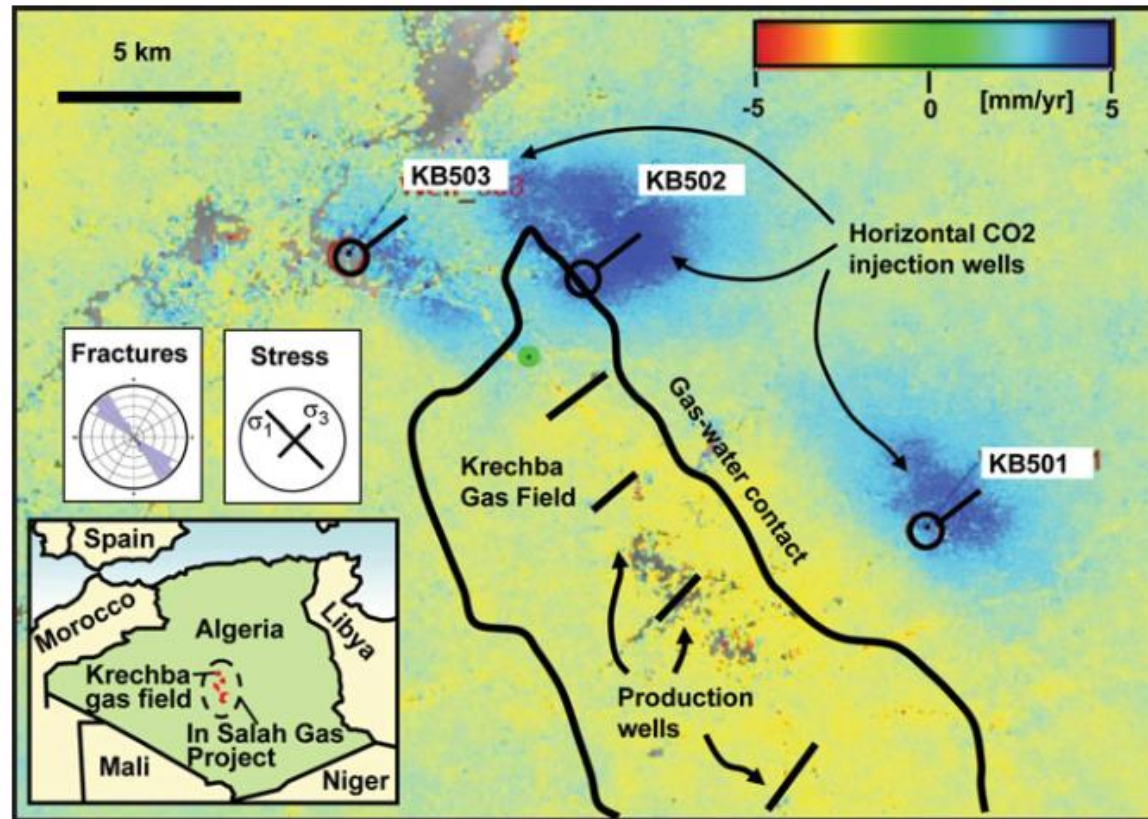 5 km
-5
0
5
[mm/yr]
KB503
KB502
Horizontal CO2
injection wells
Fractures
Stress
σ1
σ3
Gas-water contact
Krechba
Gas Field
KB501
Production
wells
Spain
Morocco
Algeria
Libya
Krechba
gas field
In Salah Gas
Project
Mali
Niger